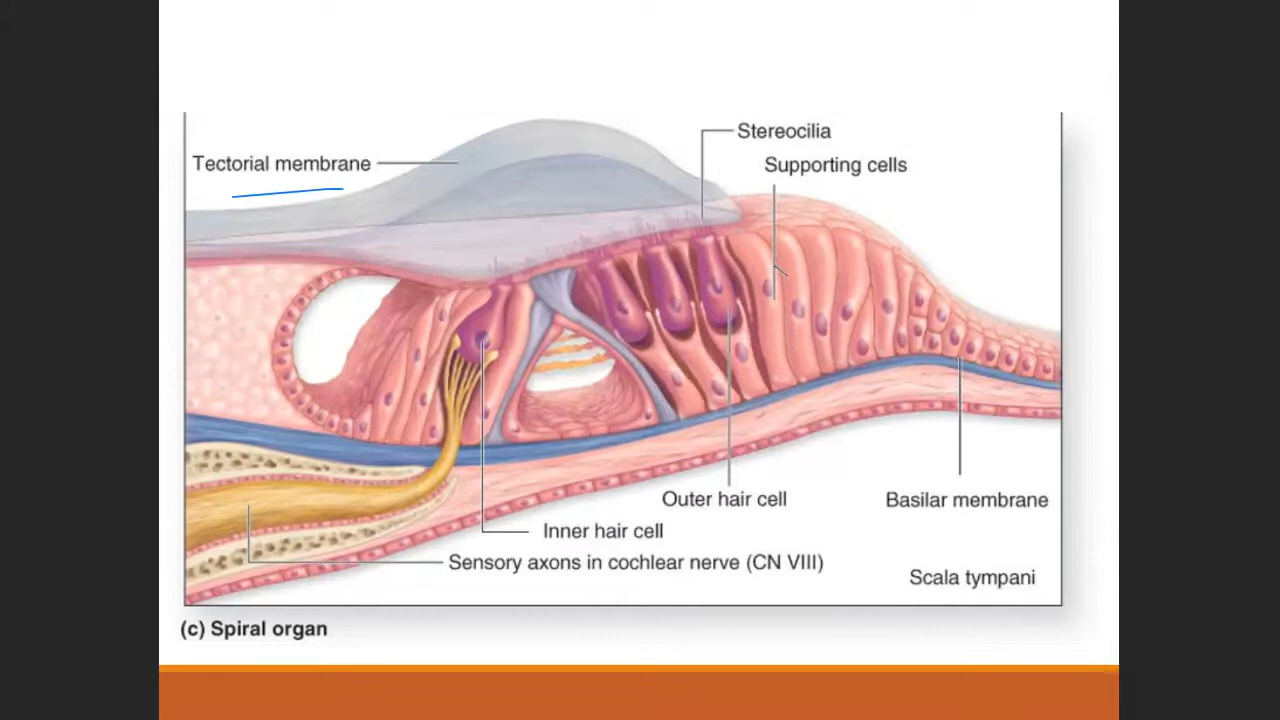 Stereocilia
Tectorial membrane
Supporting cells
Outer hair cell
Basilar membrane
Inner hair cell
Sensory axons in cochlear nerve (CN VIII)
Scala tympani
(c) Spiral organ